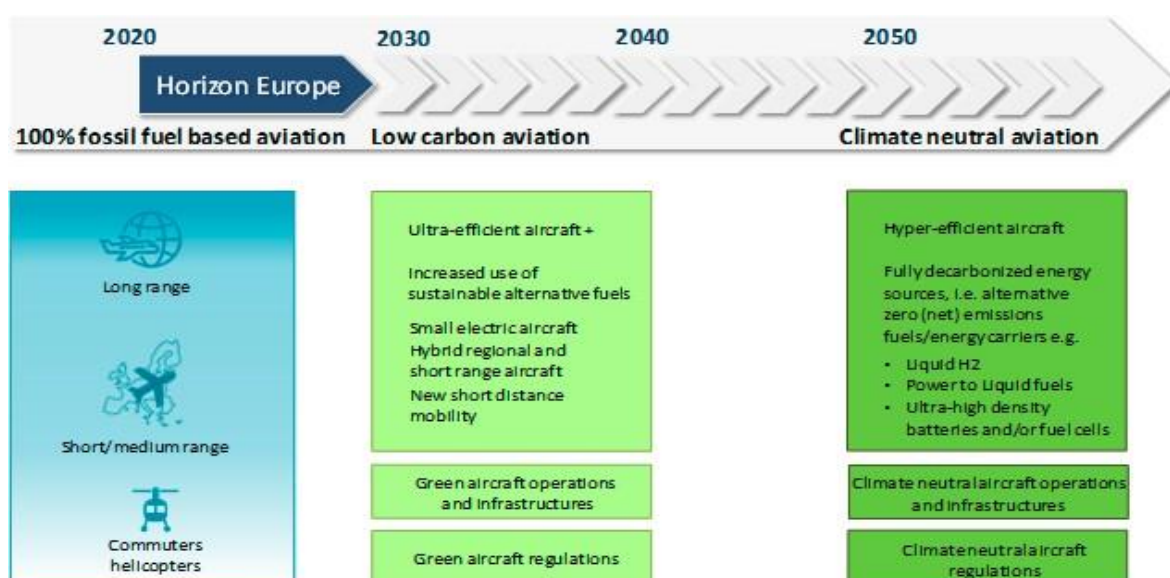 2020
2030
2040
2050
Horizon Europe
100% fossil fuel based aviation
Low carbon aviation
Climate neutral aviation
Long range
Short/medium range
Commuters
helicopters
Ultra-efficient aircraft +
Increased use of
sustainable alternative fuels
Small electric aircraft
Hybrid regional and
short range aircraft
New short distance
mobility
Green aircraft operations
and infrastructures
Green aircraft regulations
Hyper-efficient aircraft
Fully decarbonized energy
sources, i.e. alternative
zero (net) emissions
fuels/energy carriers e.g.
• Liquid H2
• Power to Liquid fuels
• Ultra-high density
batteries and/or fuel cells
Climate neutral aircraft operations
and infrastructures
Climate neutral aircraft
regulations